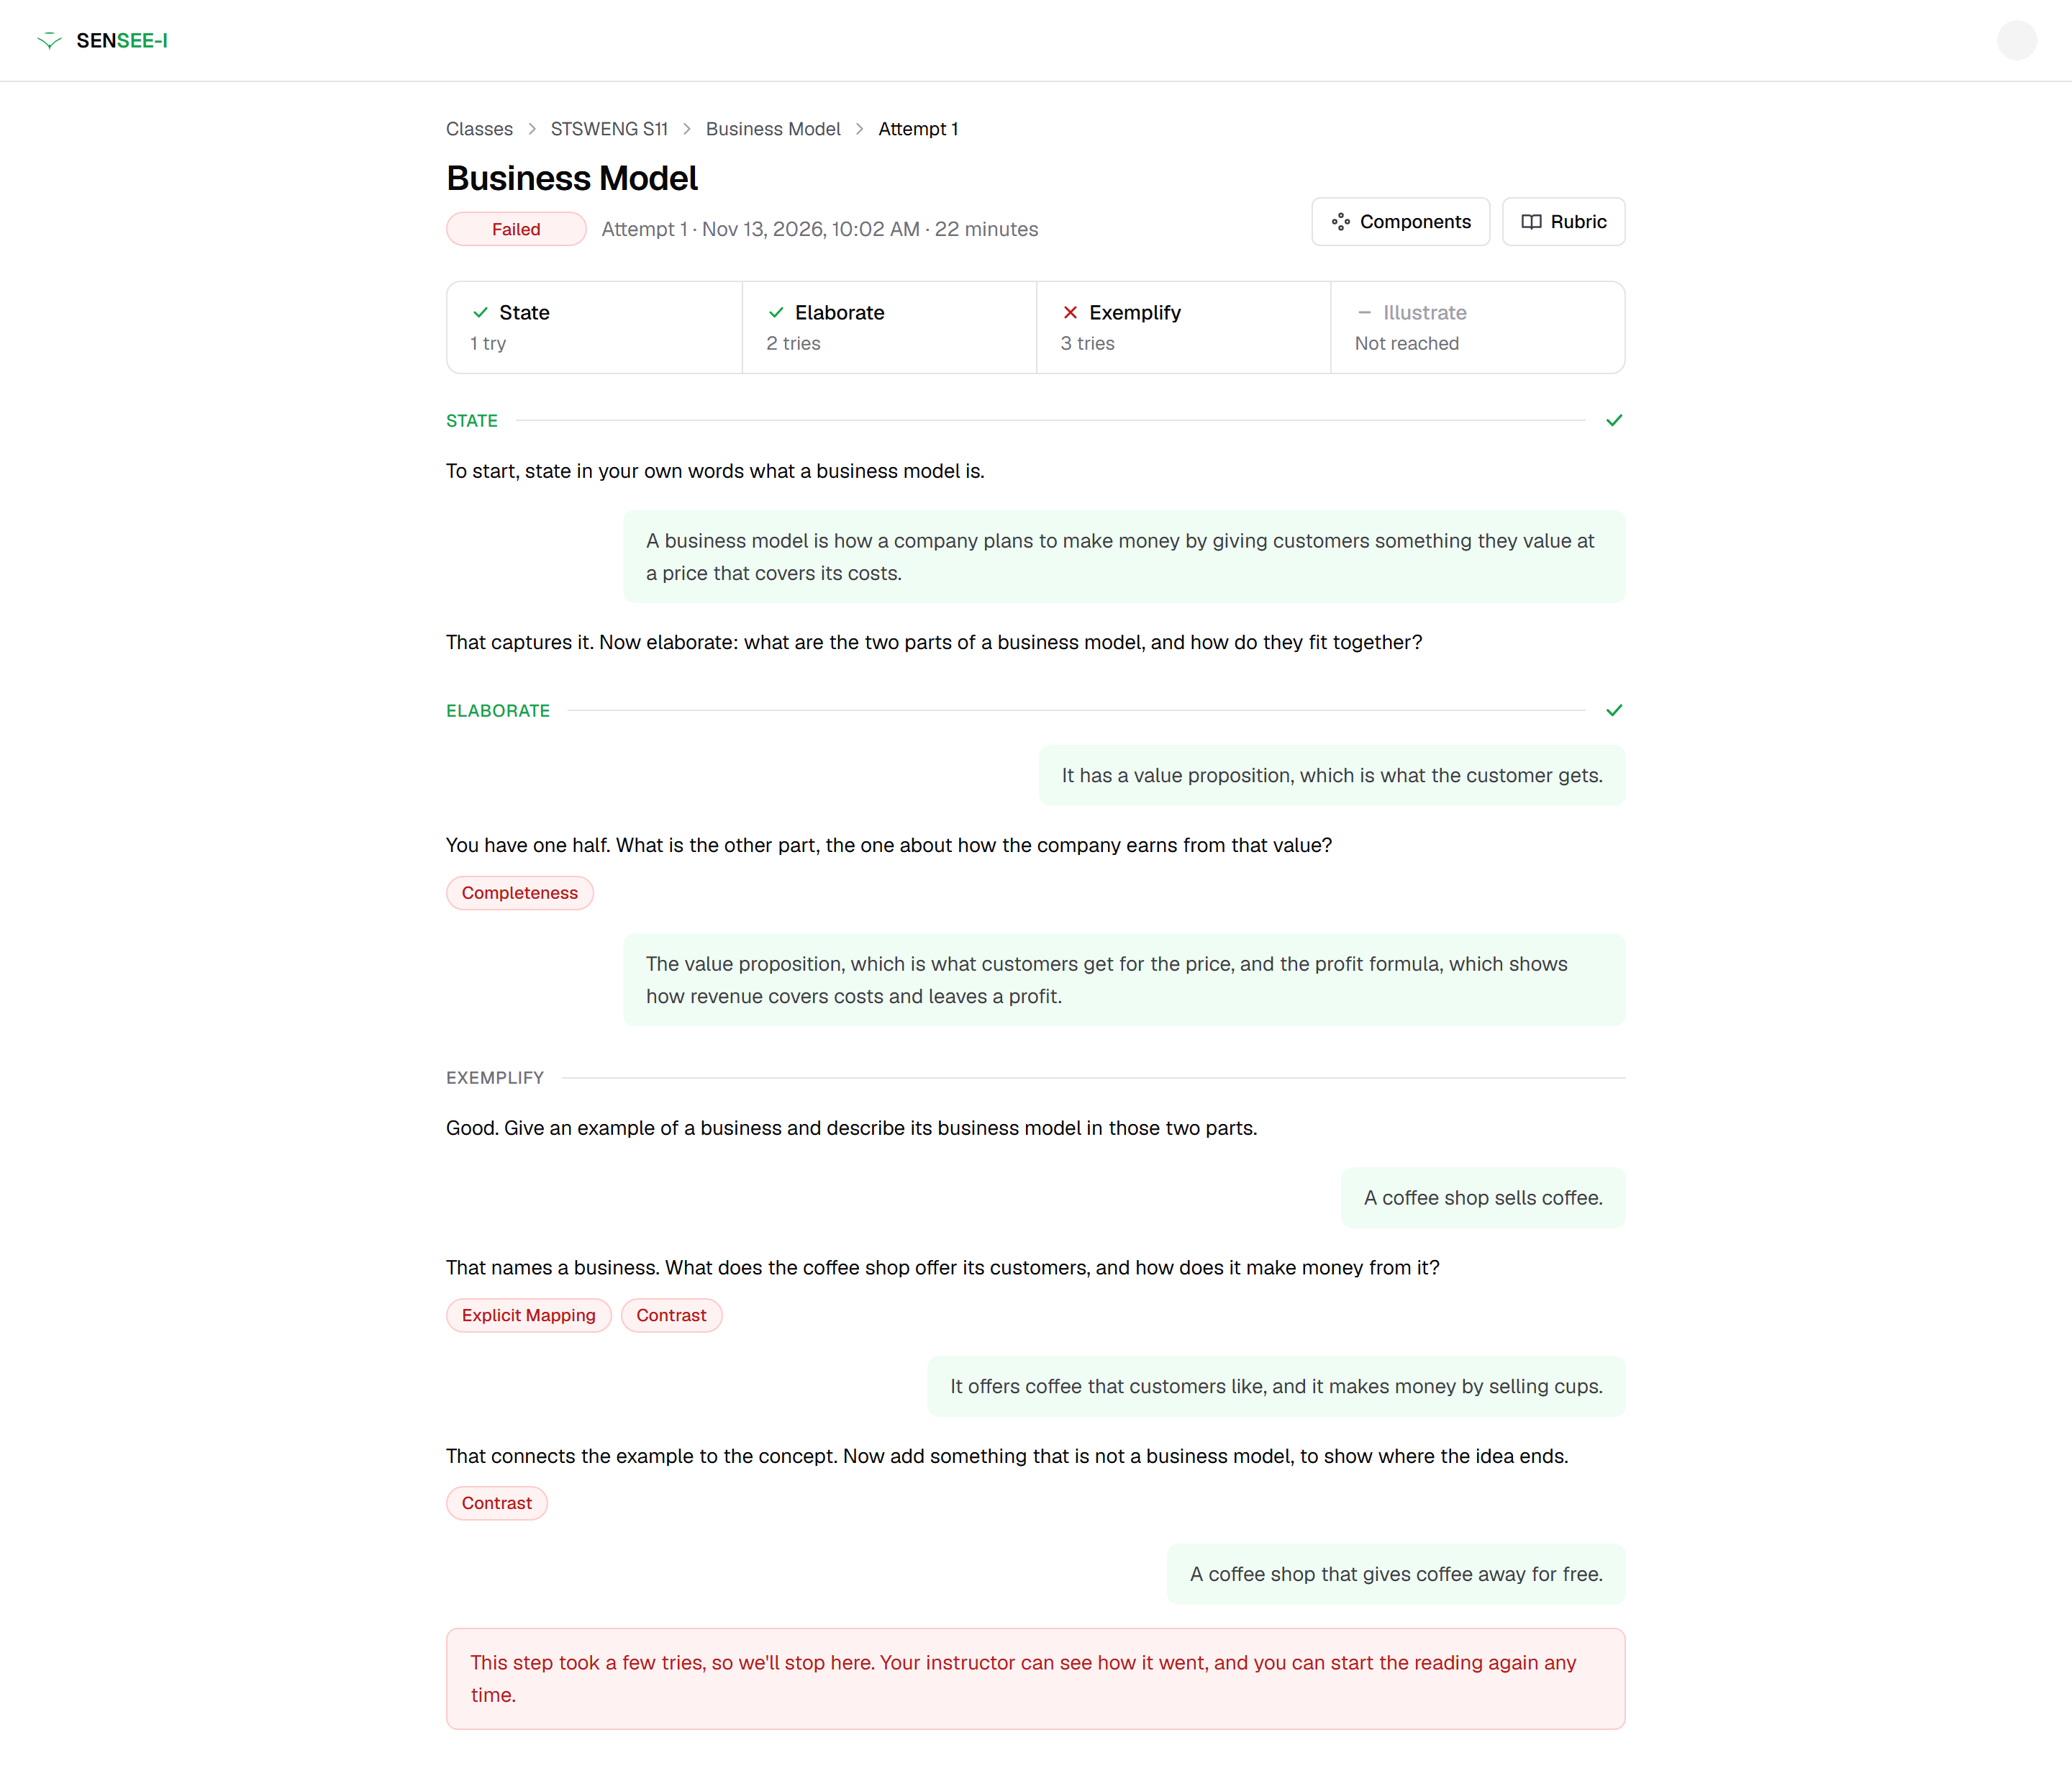 SENSEE-I
Classes > STSWENG S11 > Business Model > Attempt 1
Business Model
Failed
Attempt 1 · Nov 13, 2026, 10:02 AM · 22 minutes
Components
Rubric
State
1 try
Elaborate
2 tries
Exemplify
3 tries
Illustrate
Not reached
STATE
To start, state in your own words what a business model is.
A business model is how a company plans to make money by giving customers something they value at
a price that covers its costs.
That captures it. Now elaborate: what are the two parts of a business model, and how do they fit together?
ELABORATE
It has a value proposition, which is what the customer gets.
You have one half. What is the other part, the one about how the company earns from that value?
Completeness
The value proposition, which is what customers get for the price, and the profit formula, which shows
how revenue covers costs and leaves a profit.
EXEMPLIFY
Good. Give an example of a business and describe its business model in those two parts.
A coffee shop sells coffee.
That names a business. What does the coffee shop offer its customers, and how does it make money from it?
Explicit Mapping
Contrast
It offers coffee that customers like, and it makes money by selling cups.
That connects the example to the concept. Now add something that is not a business model, to show where the idea ends.
Contrast
A coffee shop that gives coffee away for free.
This step took a few tries, so we'll stop here. Your instructor can see how it went, and you can start the reading again any
time.